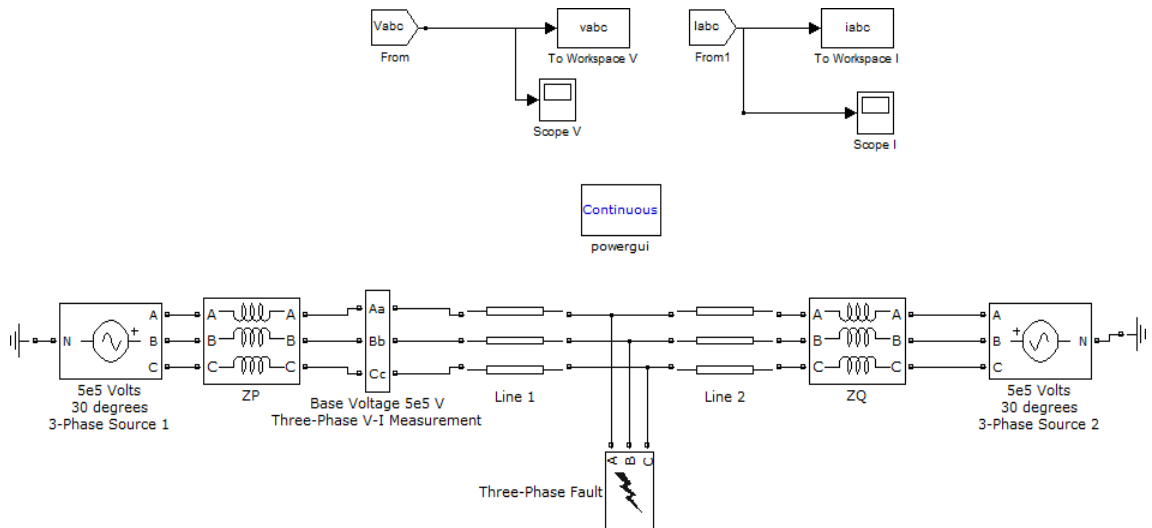 Vabc
From
vabc
To Workspace V
Scope V
Iabc
From1
iabc
To Workspace I
Scope I
Continuous
powergui
N
+
A
B
C
5e5 Volts
30 degrees
3-Phase Source 1
A A
B B
C C
ZP
Aa
Bb
Cc
Base Voltage 5e5 V
Three-Phase V-I Measurement
Line 1
Line 2
A A
B B
C C
ZQ
A
B
C
+
N
5e5 Volts
30 degrees
3-Phase Source 2
A B C
Three-Phase Fault